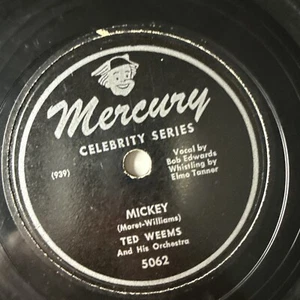 Mercury
CELEBRITY SERIES
(939)
Vocal by
Bob Edwards
Whistling by
Elmo Tanner
MICKEY
(Moret-Williams)
TED WEEMS
And His Orchestra
5062